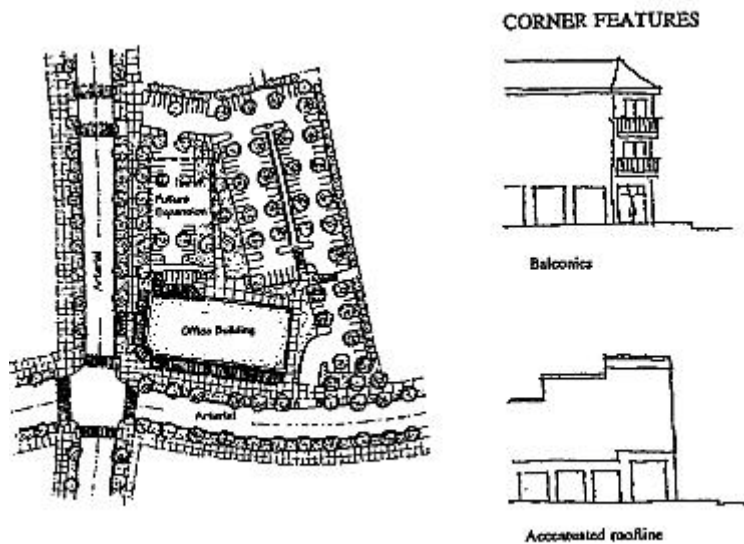 CORNER FEATURES
Future
Expansion
Arterial
Office Building
Arterial
Balconies
Accentuated roofline